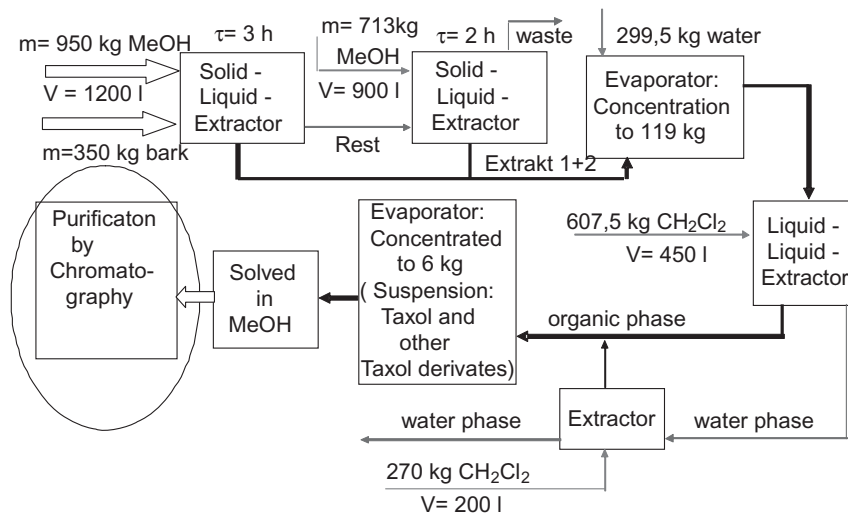 m= 950 kg MeOH
V = 1200 l
m=350 kg bark
τ= 3 h
Solid -
Liquid -
Extractor
m= 713kg
MeOH
V= 900 l
Rest
τ= 2 h
Solid -
Liquid -
Extractor
waste
299,5 kg water
Evaporator:
Concentration
to 119 kg
Extrakt 1+2
607,5 kg CH₂Cl₂
V= 450 l
Liquid -
Liquid -
Extractor
organic phase
Evaporator:
Concentrated
to 6 kg
( Suspension:
Taxol and
other
Taxol derivates)
Solved
in
MeOH
Purificaton
by
Chromato-
graphy
water phase
Extractor
water phase
270 kg CH₂Cl₂
V= 200 l